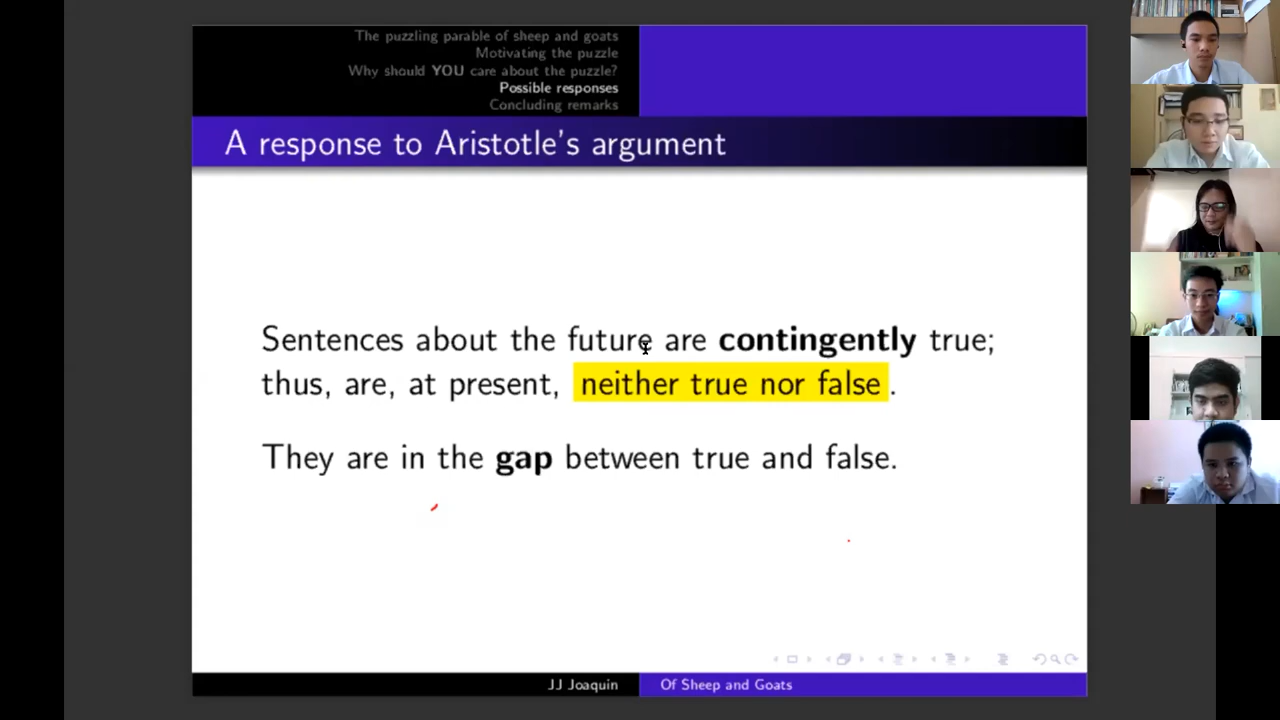 The puzzling parable of sheep and goats
Motivating the puzzle
Why should YOU care about the puzzle?
Possible responses
Concluding remarks
A response to Aristotle's argument
Sentences about the future are contingently true;
thus, are, at present, neither true nor false.
They are in the gap between true and false.
JJ Joaquin
Of Sheep and Goats